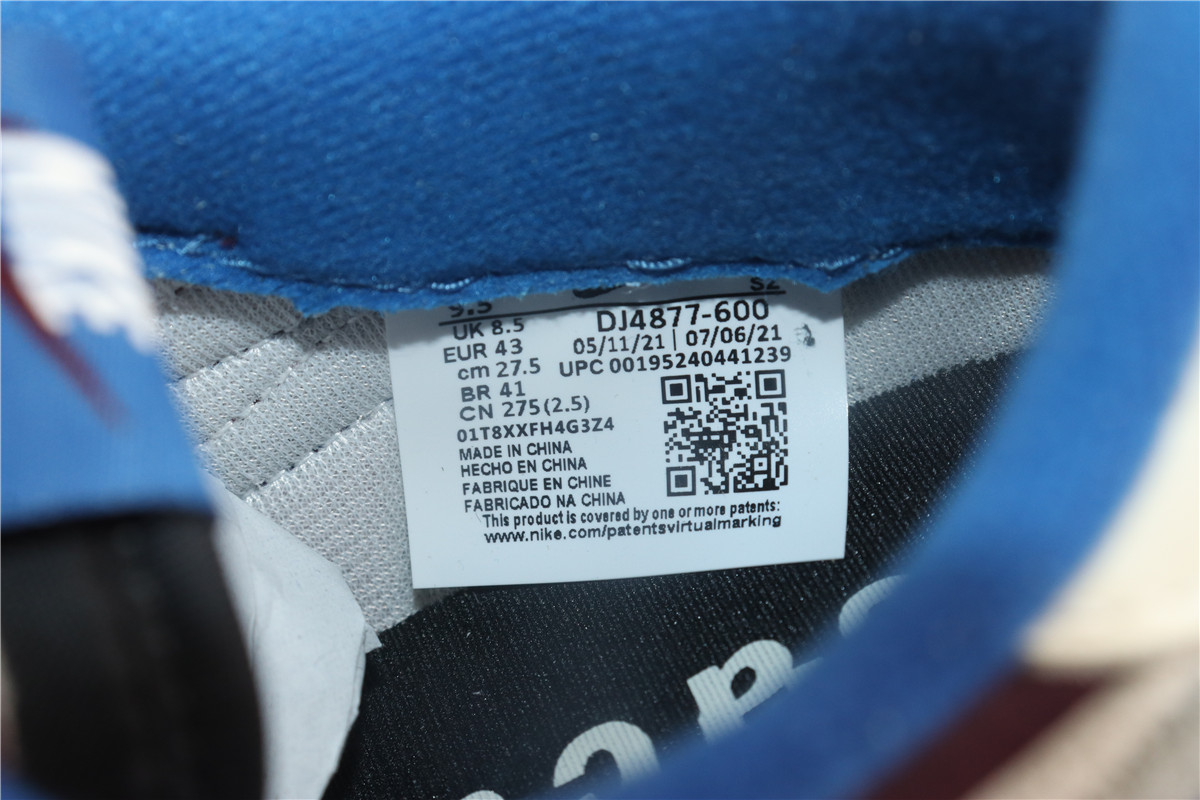 9.5 SZ
UK 8.5
EUR 43
cm 27.5
BR 41
CN 275(2.5)
DJ4877-600
05/11/21 | 07/06/21
UPC 00195240441239
01T8XXFH4G3Z4
MADE IN CHINA
HECHO EN CHINA
FABRIQUE EN CHINE
FABRICADO NA CHINA
This product is covered by one or more patents:
www.nike.com/patentsvirtualmarking